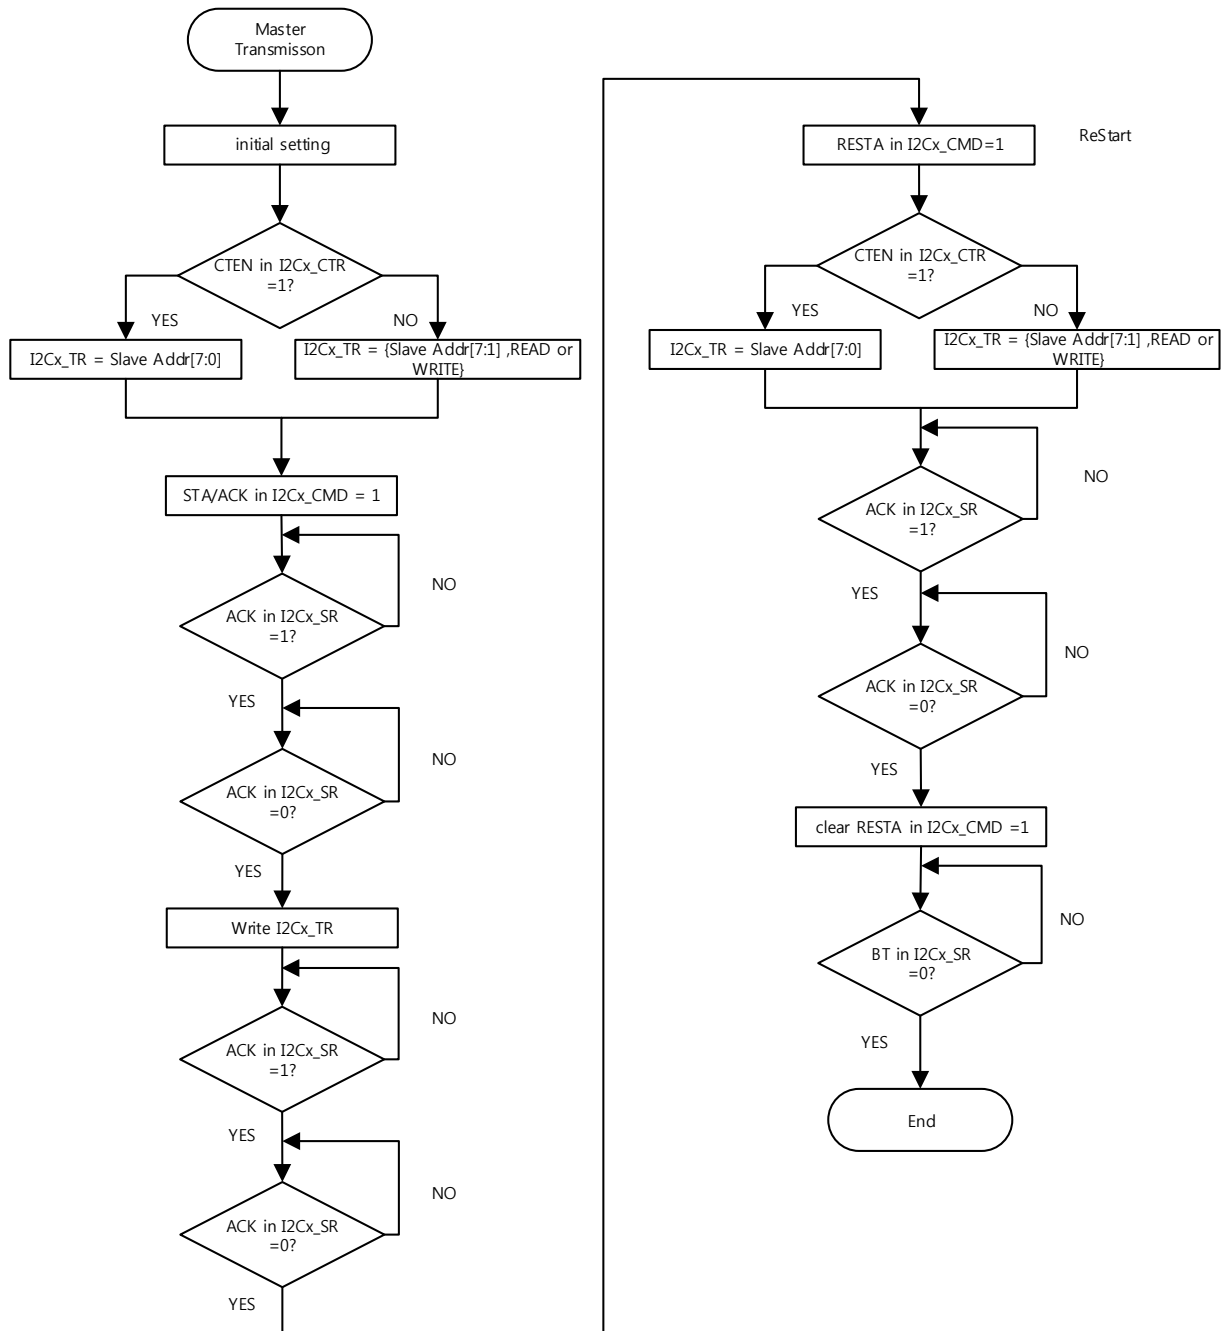 Master
Transmisson
initial setting
CTEN in I2Cx_CTR
=1?
YES
NO
I2Cx_TR = Slave Addr[7:0]
I2Cx_TR = {Slave Addr[7:1] ,READ or
WRITE}
STA/ACK in I2Cx_CMD = 1
NO
ACK in I2Cx_SR
=1?
YES
NO
ACK in I2Cx_SR
=0?
YES
Write I2Cx_TR
NO
ACK in I2Cx_SR
=1?
YES
NO
ACK in I2Cx_SR
=0?
YES
RESTA in I2Cx_CMD=1
ReStart
CTEN in I2Cx_CTR
=1?
YES
NO
I2Cx_TR = Slave Addr[7:0]
I2Cx_TR = {Slave Addr[7:1] ,READ or
WRITE}
NO
ACK in I2Cx_SR
=1?
YES
NO
ACK in I2Cx_SR
=0?
YES
clear RESTA in I2Cx_CMD =1
NO
BT in I2Cx_SR
=0?
YES
End